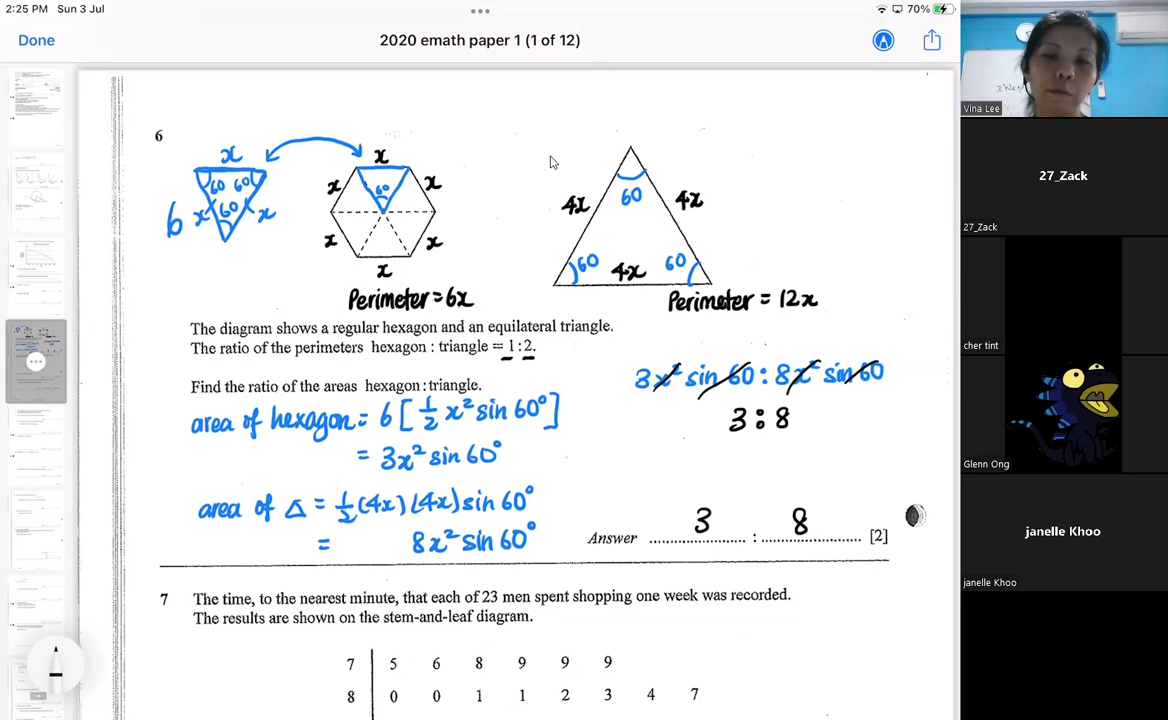 2:25 PM Sun 3 Jul
70%
Done
2020 emath paper 1 (1 of 12)
6
x
60 60
60
6 x x
x
x x
60
x x
x
Perimeter = 6x
60
4x 4x
60 60
4x
Perimeter = 12x
The diagram shows a regular hexagon and an equilateral triangle.
The ratio of the perimeters hexagon : triangle = 1 : 2.
Find the ratio of the areas hexagon : triangle.
area of hexagon = 6 [ 1/2 x² sin 60° ]
= 3x² sin 60°
area of Δ = 1/2 (4x) (4x) sin 60°
= 8x² sin 60°
3x² sin 60 : 8x² sin 60
3 : 8
Answer 3 : 8 [2]
7 The time, to the nearest minute, that each of 23 men spent shopping one week was recorded.
The results are shown on the stem-and-leaf diagram.
7 5 6 8 9 9 9
8 0 0 1 1 2 3 4 7
Vina Lee
27_Zack
27_Zack
cher tint
Glenn Ong
janelle Khoo
janelle Khoo